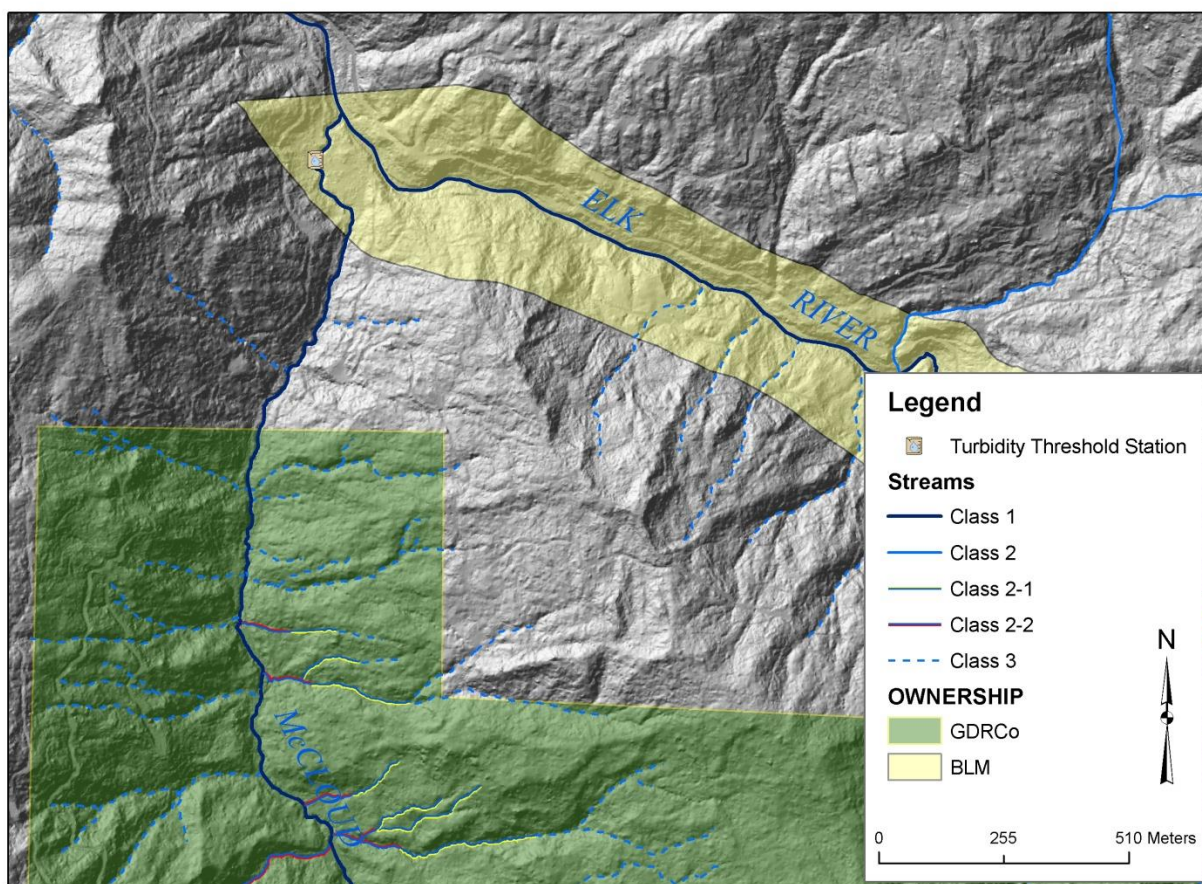 ELK
RIVER
McCLOUD
Legend
Turbidity Threshold Station
Streams
Class 1
Class 2
Class 2-1
Class 2-2
Class 3
OWNERSHIP
GDRCo
BLM
N
0 255 510 Meters